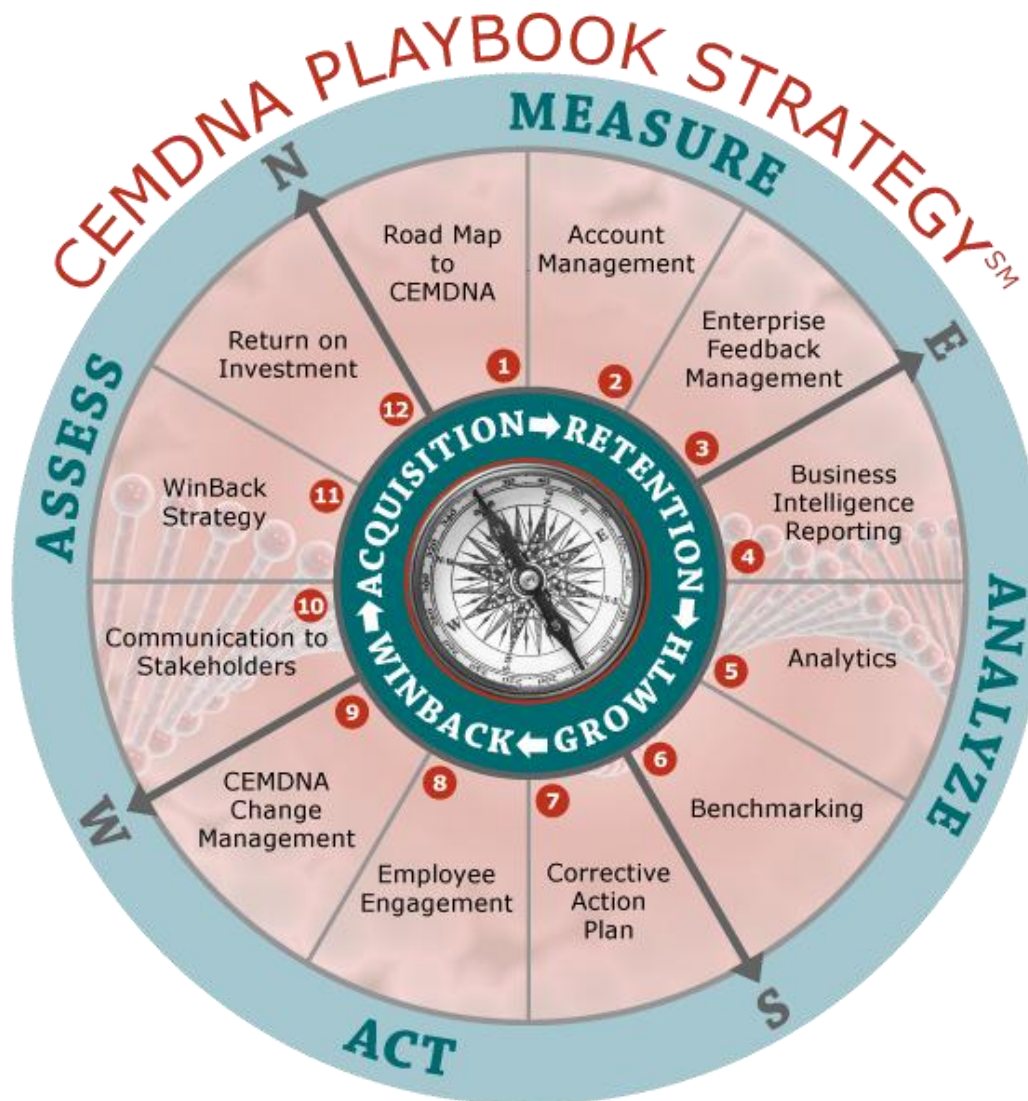 CEMDNA PLAYBOOK STRATEGY℠
MEASURE
ANALYZE
ACT
ASSESS
N
E
S
W
Road Map
to
CEMDNA
1
Account
Management
2
Enterprise
Feedback
Management
3
Business
Intelligence
Reporting
4
Analytics
5
Benchmarking
6
Corrective
Action
Plan
7
Employee
Engagement
8
CEMDNA
Change
Management
9
Communication to
Stakeholders
10
WinBack
Strategy
11
Return on
Investment
12
ACQUISITION
RETENTION
GROWTH
WINBACK